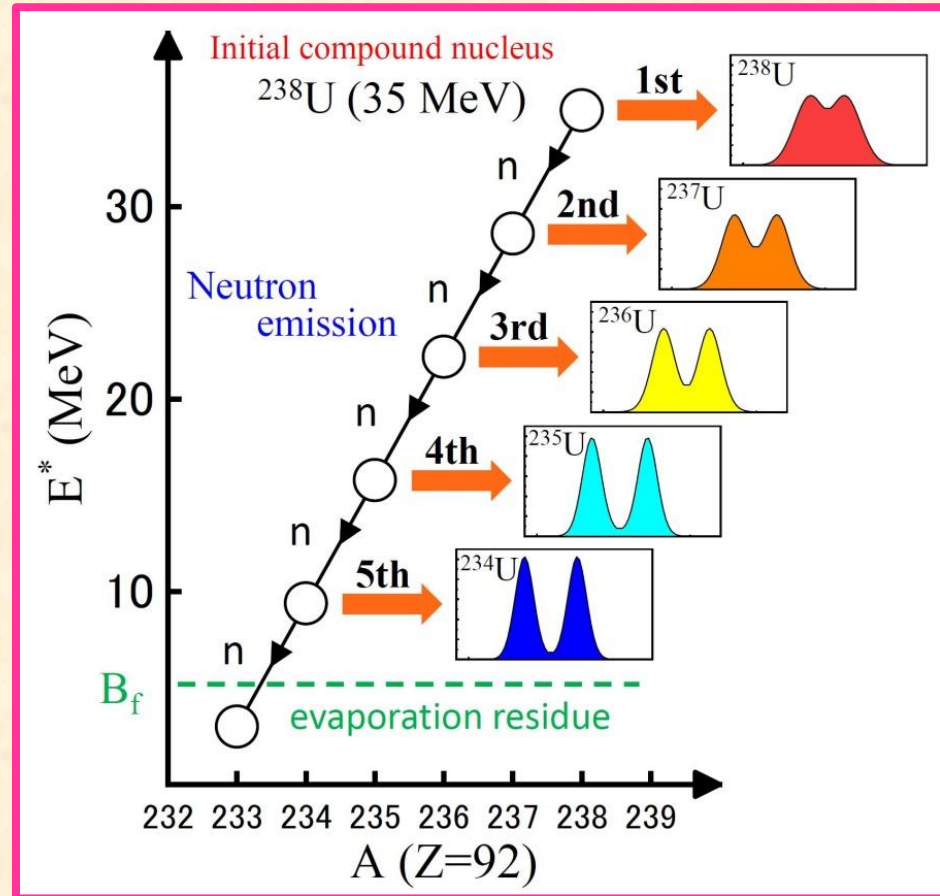 Initial compound nucleus
²³⁸U (35 MeV)
1st
²³⁸U
n
30
2nd
²³⁷U
Neutron
emission
n
3rd
²³⁶U
20
n
4th
²³⁵U
E* (MeV)
n
10
5th
²³⁴U
n
B_f
evaporation residue
232 233 234 235 236 237 238 239
A (Z=92)